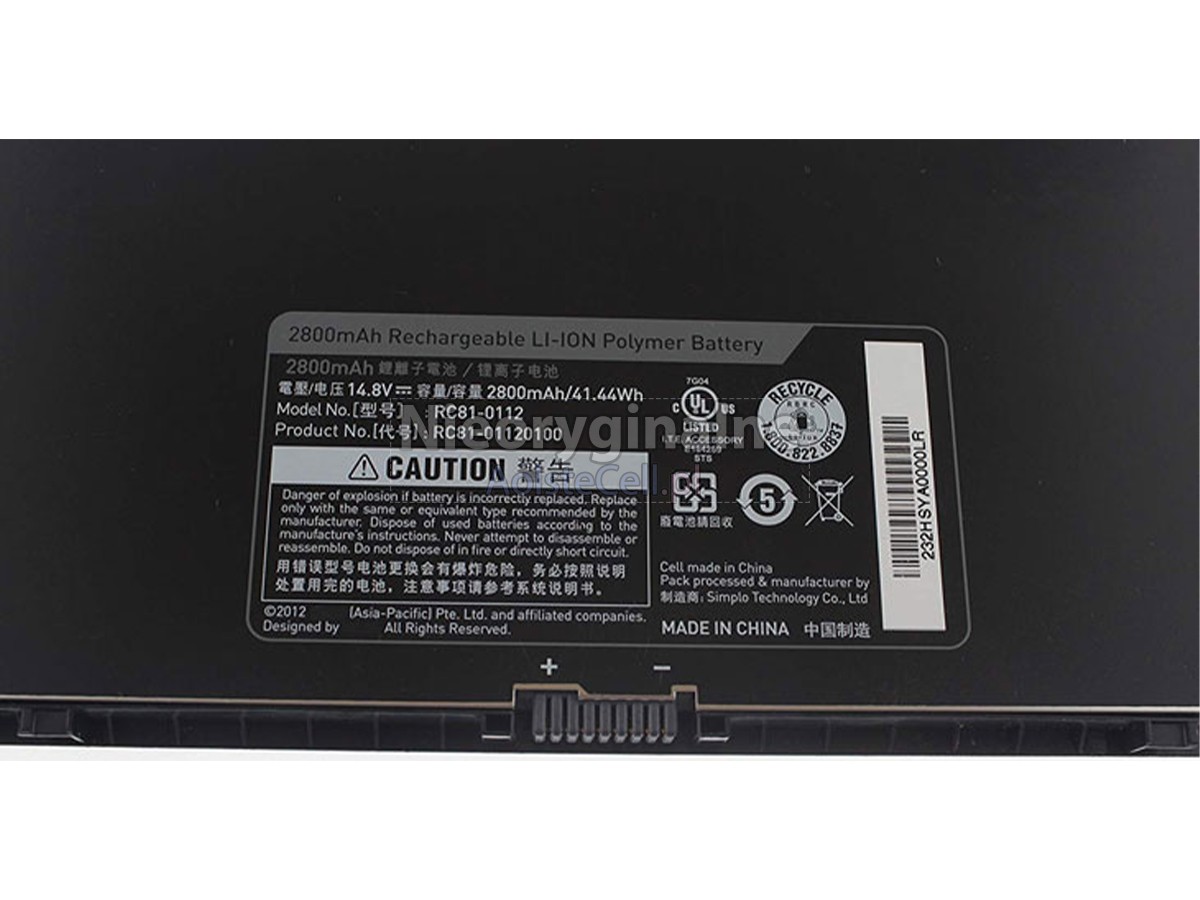 2800mAh Rechargeable LI-ION Polymer Battery
2800mAh 鋰離子電池 / 锂离子电池
電壓/电压 14.8V⎓ 容量/容量 2800mAh/41.44Wh
Model No.[型号] RC81-0112
Product No.[代号]: RC81-01120100
⚠ CAUTION 警告
Danger of explosion if battery is incorrectly replaced. Replace
only with the same or equivalent type recommended by the
manufacturer. Dispose of used batteries according to the
manufacturer's instructions. Never attempt to disassemble or
reassemble. Do not dispose of in fire or directly short circuit.
用错误型号电池更换会有爆炸危险, 务必按照说明
处置用完的电池, 注意事项请参考系统说明书。
©2012 (Asia-Pacific) Pte. Ltd. and affiliated companies.
Designed by All Rights Reserved.
7G04
C UL US
LISTED
I.T.E. ACCESSORY
STS
RECYCLE
RBRC
1.800.822.8837
廢電池請回收
5
Cell made in China
Pack processed & manufacturer by
制造商: Simplo Technology Co., Ltd
MADE IN CHINA 中国制造
232HSYA0000LR
+ −
AoisteCell.